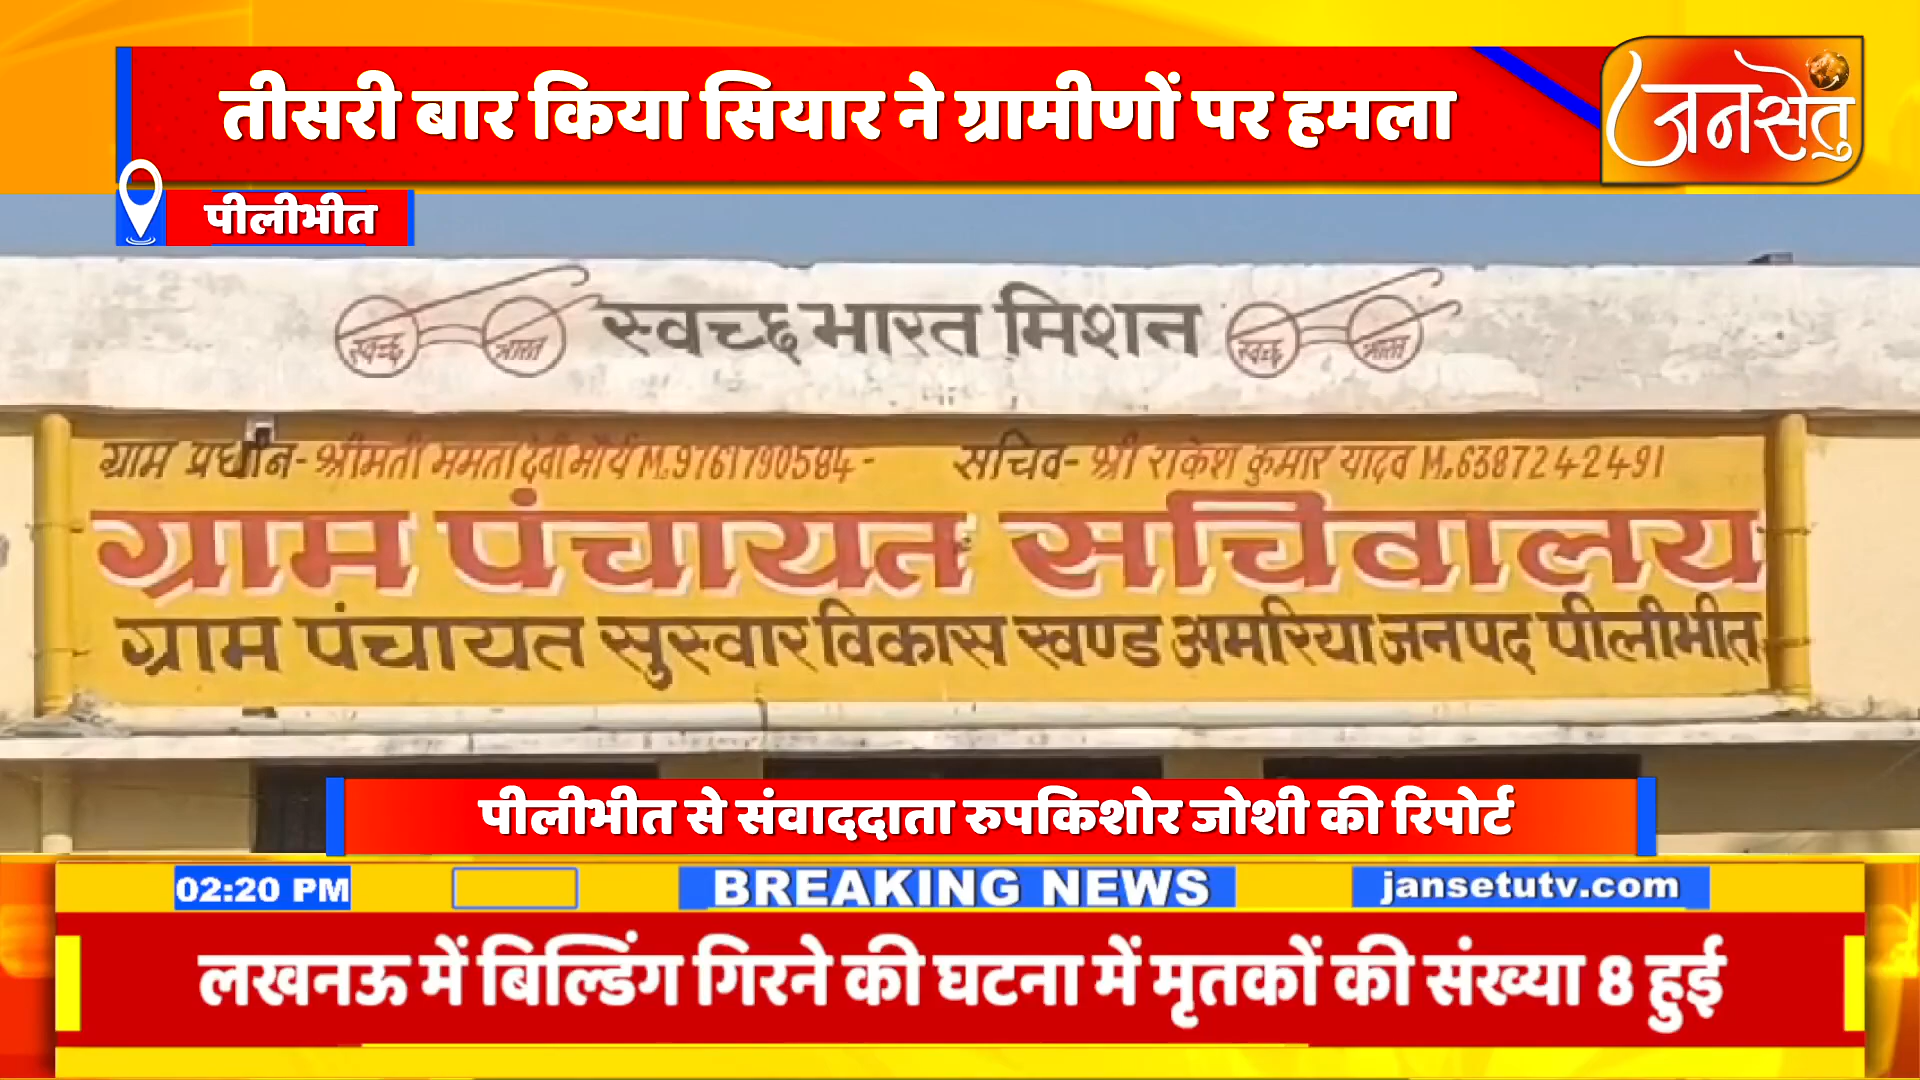 तीसरी बार किया सियार ने ग्रामीणों पर हमला
जनसेतु
पीलीभीत
स्वच्छ भारत स्वच्छ भारत मिशन स्वच्छ भारत
ग्राम प्रधान- श्रीमती ममता देवी मौर्य M.9761790584- सचिव- श्री राकेश कुमार यादव M.6387242491
ग्राम पंचायत सचिवालय
ग्राम पंचायत सुस्वार विकास खण्ड अमरिया जनपद पीलीभीत
पीलीभीत से संवाददाता रुपकिशोर जोशी की रिपोर्ट
02:20 PM BREAKING NEWS jansetutv.com
लखनऊ में बिल्डिंग गिरने की घटना में मृतकों की संख्या 8 हुई